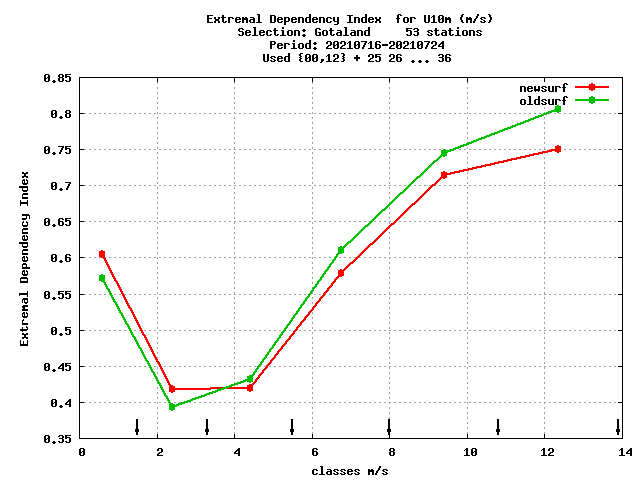 Extremal Dependency Index  for U10m (m/s)
Selection: Gotaland     53 stations
Period: 20210716-20210724
Used {00,12} + 25 26 ... 36
newsurf
oldsurf
Extremal Dependency Index
0.85
0.8
0.75
0.7
0.65
0.6
0.55
0.5
0.45
0.4
0.35
0 2 4 6 8 10 12 14
classes m/s